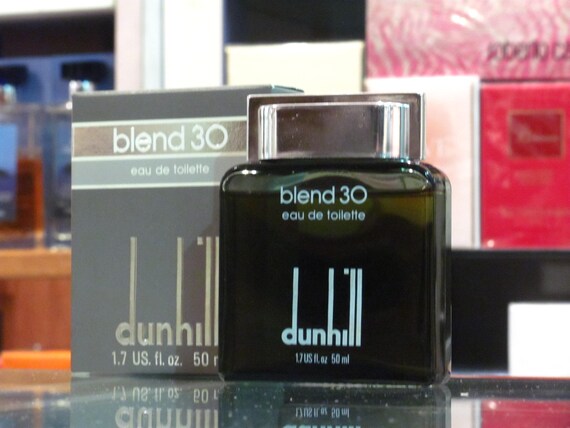 blend 30
eau de toilette
dunhill
1.7 US. fl. oz. 50 m
blend 30
eau de toilette
dunhill
1.7 US fl. oz 50 ml